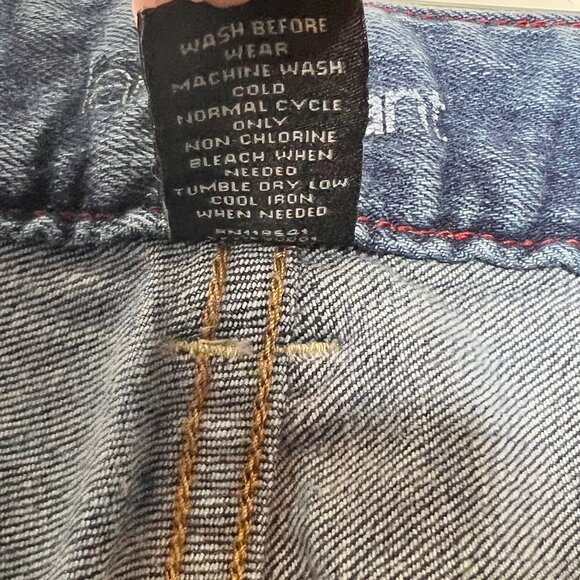 WASH BEFORE
WEAR
MACHINE WASH
COLD
NORMAL CYCLE
ONLY
NON CHLORINE
BLEACH WHEN
NEEDED
TUMBLE DRY LOW
COOL IRON
WHEN NEEDED